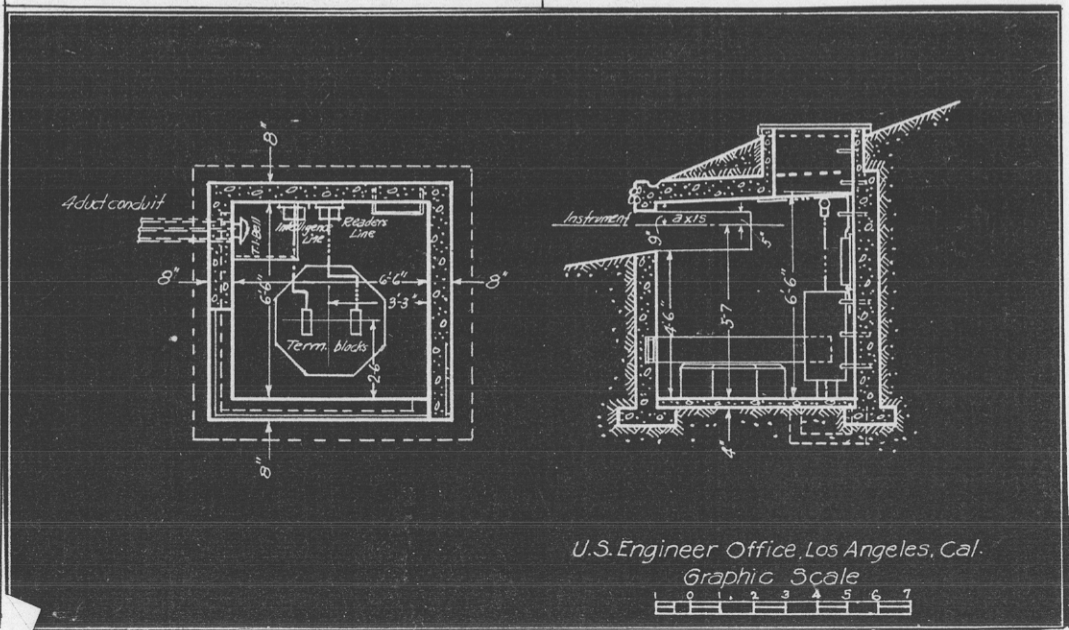 8"
4 duct conduit
T.I. Bell
Intelligence
Line
Readers
Line
8"
6'-6"
6'-6"
3'-3"
8"
Term. blocks
2'-6"
8"
Instrument axis
9"
5"
4'-6"
5'-7
6'-6"
4"
U.S. Engineer Office, Los Angeles, Cal.
Graphic Scale
1 0 1 2 3 4 5 6 7